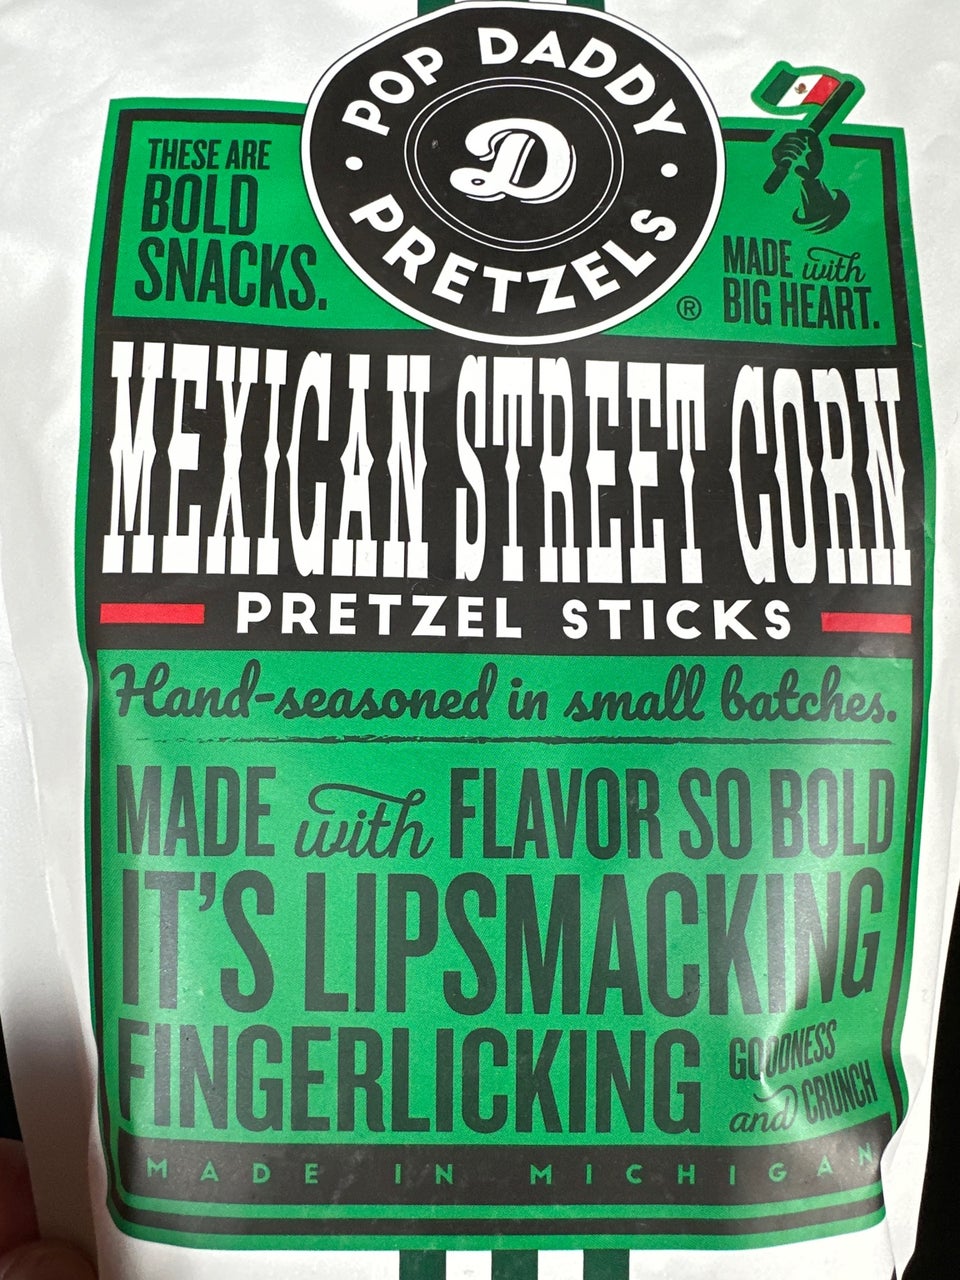 POP DADDY
D
PRETZELS
®
THESE ARE
BOLD
SNACKS.
MADE with
BIG HEART.
MEXICAN STREET CORN
PRETZEL STICKS
Hand-seasoned in small batches.
MADE with FLAVOR SO BOLD
IT'S LIPSMACKING
FINGERLICKING GOODNESS
and CRUNCH
MADE IN MICHIGAN